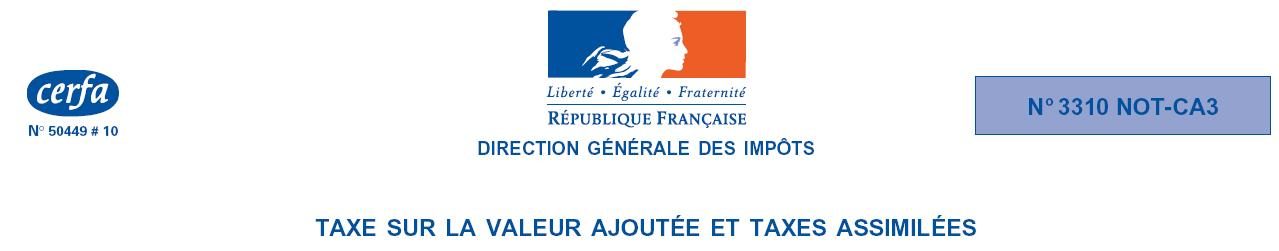 cerfa
N° 50449 # 10
Liberté • Égalité • Fraternité
RÉPUBLIQUE FRANÇAISE
DIRECTION GÉNÉRALE DES IMPÔTS
N° 3310 NOT-CA3
TAXE SUR LA VALEUR AJOUTÉE ET TAXES ASSIMILÉES